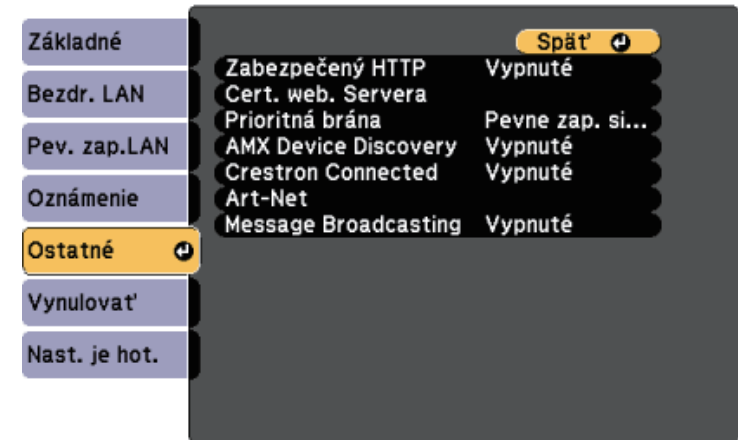 Základné
Bezdr. LAN
Pev. zap.LAN
Oznámenie
Ostatné
Vynulovať
Nast. je hot.
Späť
Zabezpečený HTTP Vypnuté
Cert. web. Servera
Prioritná brána Pevne zap. si...
AMX Device Discovery Vypnuté
Crestron Connected Vypnuté
Art-Net
Message Broadcasting Vypnuté